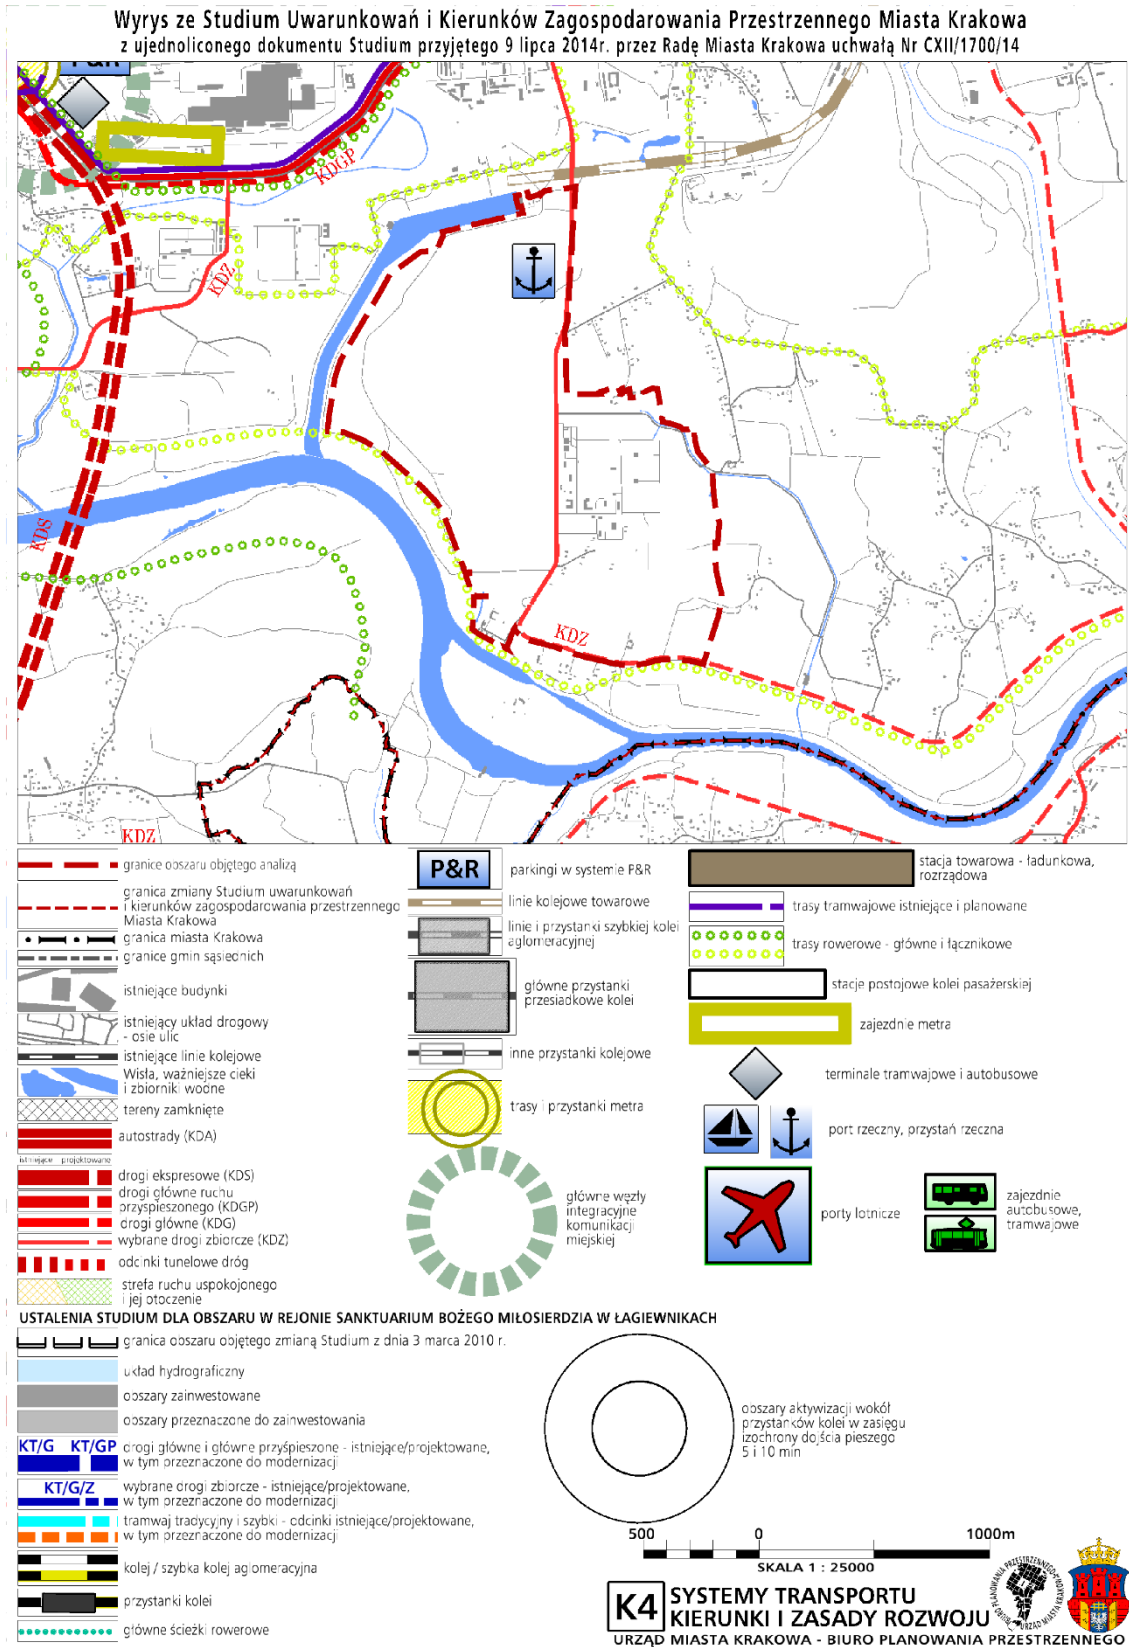 Wyrys ze Studium Uwarunkowań i Kierunków Zagospodarowania Przestrzennego Miasta Krakowa
z ujednoliconego dokumentu Studium przyjętego 9 lipca 2014r. przez Radę Miasta Krakowa uchwałą Nr CXII/1700/14
P&R
KDGP
KDZ
KDS
KDZ
KDZ
granice obszaru objętego analizą
granica zmiany Studium uwarunkowań
i kierunków zagospodarowania przestrzennego
Miasta Krakowa
granica miasta Krakowa
granice gmin sąsiednich
istniejące budynki
istniejący układ drogowy
- osie ulic
istniejące linie kolejowe
Wisła, ważniejsze cieki
i zbiorniki wodne
tereny zamknięte
autostrady (KDA)
istniejące projektowane
drogi ekspresowe (KDS)
drogi główne ruchu
przyspieszonego (KDGP)
drogi główne (KDG)
wybrane drogi zbiorcze (KDZ)
odcinki tunelowe dróg
strefa ruchu uspokojonego
i jej otoczenie
P&R
parkingi w systemie P&R
linie kolejowe towarowe
linie i przystanki szybkiej kolei
aglomeracyjnej
główne przystanki
przesiadkowe kolei
inne przystanki kolejowe
trasy i przystanki metra
główne węzły
integracyjne
komunikacji
miejskiej
stacja towarowa - ładunkowa,
rozrządowa
trasy tramwajowe istniejące i planowane
trasy rowerowe - główne i łącznikowe
stacje postojowe kolei pasażerskiej
zajezdnie metra
terminale tramwajowe i autobusowe
port rzeczny, przystań rzeczna
porty lotnicze
zajezdnie
autobusowe,
tramwajowe
USTALENIA STUDIUM DLA OBSZARU W REJONIE SANKTUARIUM BOŻEGO MIŁOSIERDZIA W ŁAGIEWNIKACH
granica obszaru objętego zmianą Studium z dnia 3 marca 2010 r.
układ hydrograficzny
obszary zainwestowane
obszary przeznaczone do zainwestowania
KT/G KT/GP
drogi główne i główne przyśpieszone - istniejące/projektowane,
w tym przeznaczone do modernizacji
KT/G/Z
wybrane drogi zbiorcze - istniejące/projektowane,
w tym przeznaczone do modernizacji
tramwaj tradycyjny i szybki - odcinki istniejące/projektowane,
w tym przeznaczone do modernizacji
kolej / szybka kolej aglomeracyjna
przystanki kolei
główne ścieżki rowerowe
obszary aktywizacji wokół
przystanków kolei w zasięgu
izochrony dojścia pieszego
5 i 10 min
500 0 1000m
SKALA 1 : 25000
K4 SYSTEMY TRANSPORTU
KIERUNKI I ZASADY ROZWOJU
URZĄD MIASTA KRAKOWA - BIURO PLANOWANIA PRZESTRZENNEGO